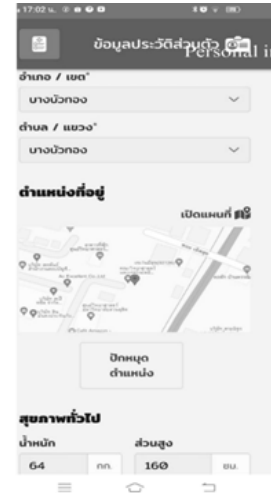 17:02 น.
ข้อมูลประวัติส่วนตัว
Personal i
อำเภอ / เขต*
บางบัวทอง
ตำบล / แขวง*
บางบัวทอง
ตำแหน่งที่อยู่
เปิดแผนที่
ปักหมุด
ตำแหน่ง
สุขภาพทั่วไป
น้ำหนัก ส่วนสูง
64 กก. 160 ซม.